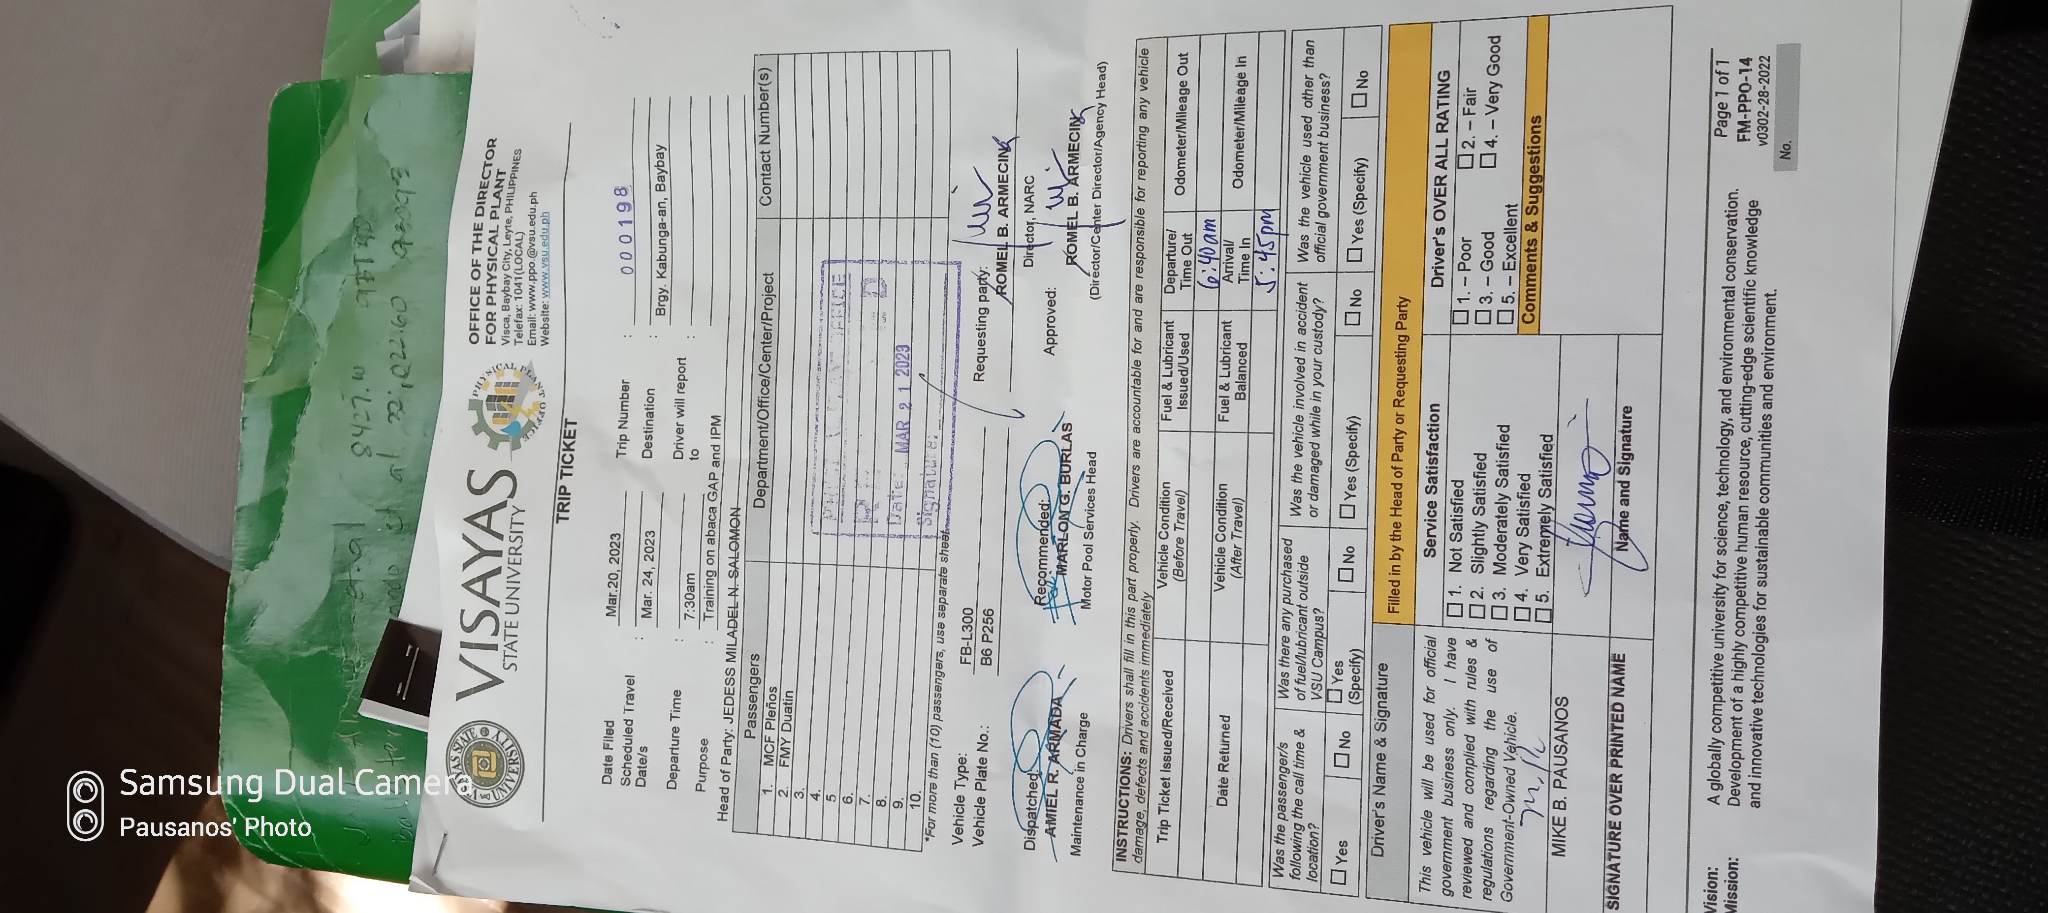 VISAYAS
STATE UNIVERSITY
PHYSICAL PLANT OFFICE
OFFICE OF THE DIRECTOR
FOR PHYSICAL PLANT
Visca, Baybay City, Leyte, PHILIPPINES
Telefax: 1041(LOCAL)
Email: www.ppo@vsu.edu.ph
Website: www.vsu.edu.ph
TRIP TICKET
Date Filed Mar.20, 2023 Trip Number : 000198
Scheduled Travel Date/s : Mar. 24, 2023 Destination : Brgy. Kabunga-an, Baybay
Departure Time : 7:30am Driver will report to :
Purpose : Training on abaca GAP and IPM
Head of Party: JEDESS MILADEL N. SALOMON
Passengers Department/Office/Center/Project Contact Number(s)
1. MCF Pleños
2. FMY Duatin
3.
4.
5
6.
7.
8.
9.
10.
Date MAR 21 2023
Signature:
*For more than (10) passengers, use separate sheet
Vehicle Type: FB-L300
Vehicle Plate No.: B6 P256
Requesting party:
ROMEL B. ARMECIN
Director, NARC
Dispatched: Recommended: Approved:
AMIEL R. ARMADA MARLON G. BURLAS ROMEL B. ARMECIN
Maintenance in Charge Motor Pool Services Head (Director/Center Director/Agency Head)
INSTRUCTIONS: Drivers shall fill in this part properly. Drivers are accountable for and are responsible for reporting any vehicle
damage, defects and accidents immediately
Trip Ticket Issued/Received Vehicle Condition (Before Travel) Fuel & Lubricant Issued/Used Departure/ Time Out Odometer/Mileage Out
6:40am
Date Returned Vehicle Condition (After Travel) Fuel & Lubricant Balanced Arrival/ Time In Odometer/Mileage In
5:45pm
Was the passenger/s following the call time & location? Was there any purchased of fuel/lubricant outside VSU Campus? Was the vehicle involved in accident or damaged while in your custody? Was the vehicle used other than official government business?
☐ Yes ☐ No ☐ Yes (Specify) ☐ No ☐ Yes (Specify) ☐ No ☐ Yes (Specify) ☐ No
Driver's Name & Signature Filled in by the Head of Party or Requesting Party
This vehicle will be used for official
government business only. I have
reviewed and complied with rules &
regulations regarding the use of
Government-Owned Vehicle.
MIKE B. PAUSANOS
SIGNATURE OVER PRINTED NAME
Service Satisfaction
☐ 1. Not Satisfied
☐ 2. Slightly Satisfied
☐ 3. Moderately Satisfied
☐ 4. Very Satisfied
☐ 5. Extremely Satisfied
Name and Signature
Driver's OVER ALL RATING
☐ 1. – Poor ☐ 2. – Fair
☐ 3. – Good ☐ 4. – Very Good
☐ 5. – Excellent
Comments & Suggestions
Vision: A globally competitive university for science, technology, and environmental conservation.
Mission: Development of a highly competitive human resource, cutting-edge scientific knowledge
and innovative technologies for sustainable communities and environment.
Page 1 of 1
FM-PPO-14
v0302-28-2022
No.
Samsung Dual Camera
Pausanos' Photo